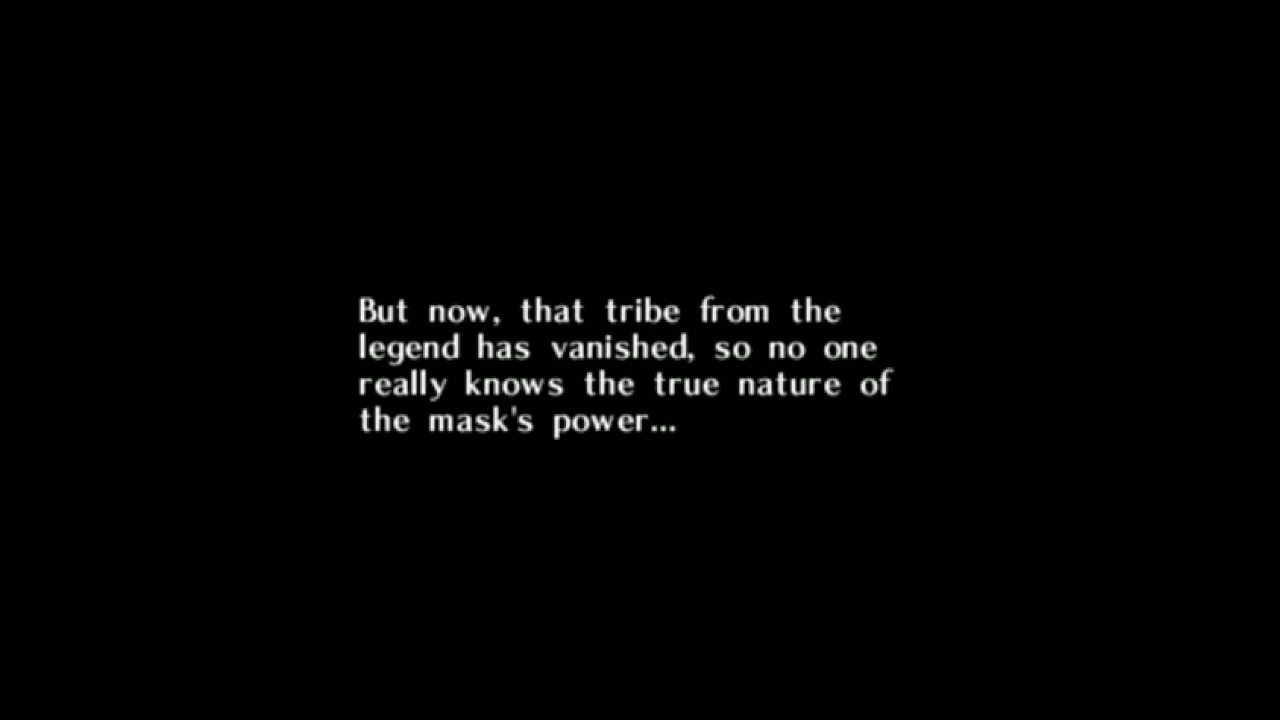 But now, that tribe from the
legend has vanished, so no one
really knows the true nature of
the mask's power...